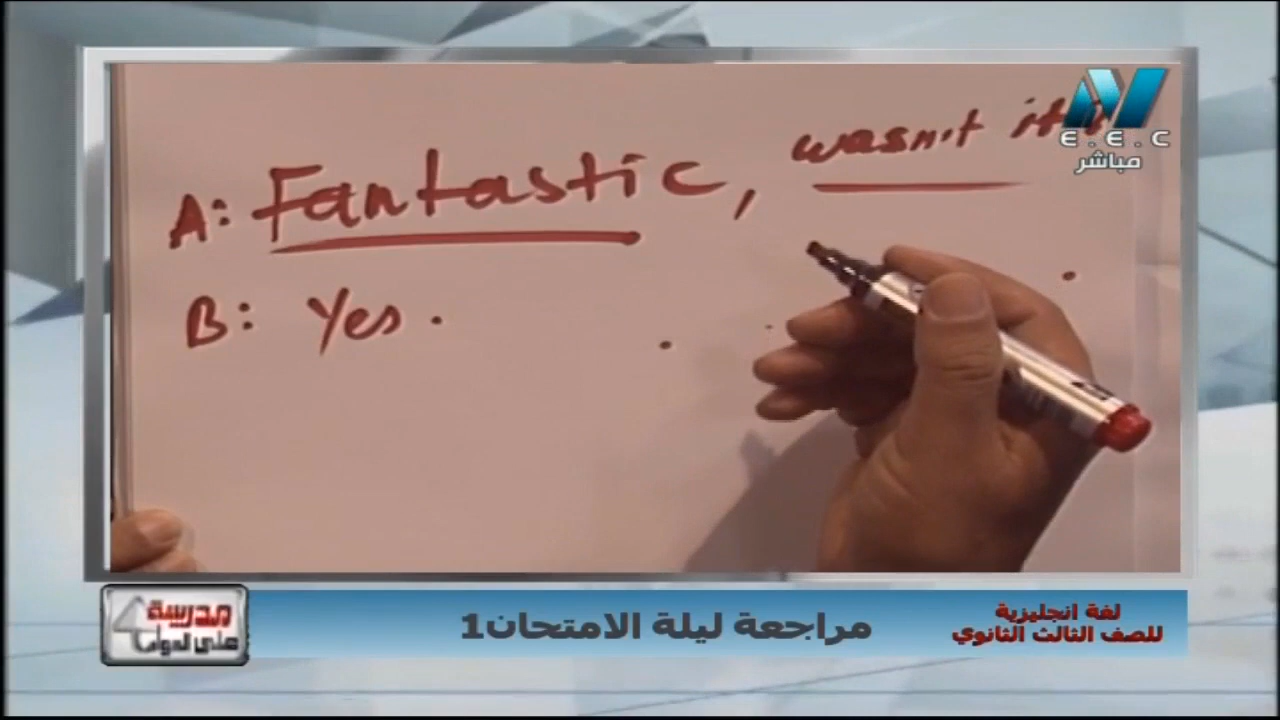 A: Fantastic, wasn't it
B: Yes.
E.E.C
مباشر
لغة انجليزية
للصف الثالث الثانوي
مراجعة ليلة الامتحان1
مدرسة
على الهواء